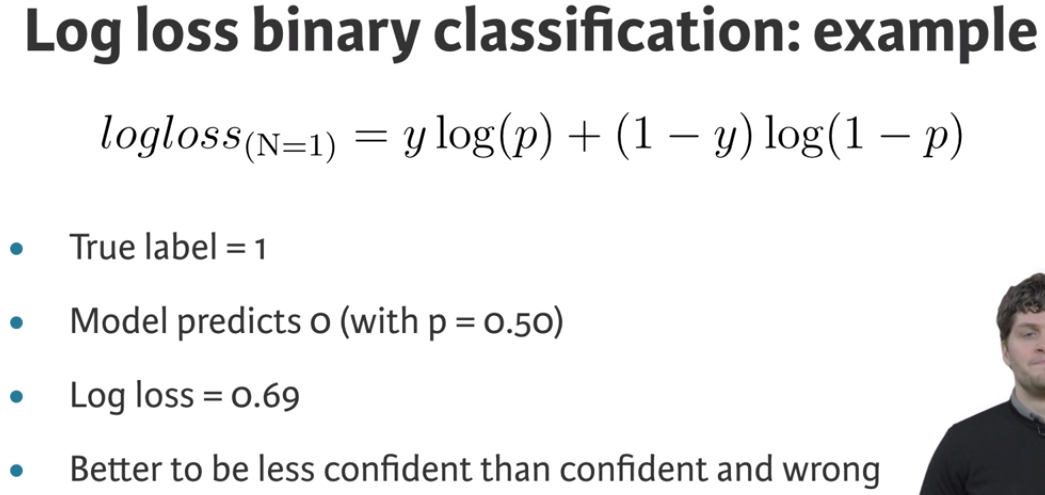 Log loss binary classification: example
logloss(N=1) = y log(p) + (1 − y) log(1 − p)
• True label = 1
• Model predicts 0 (with p = 0.50)
• Log loss = 0.69
• Better to be less confident than confident and wrong